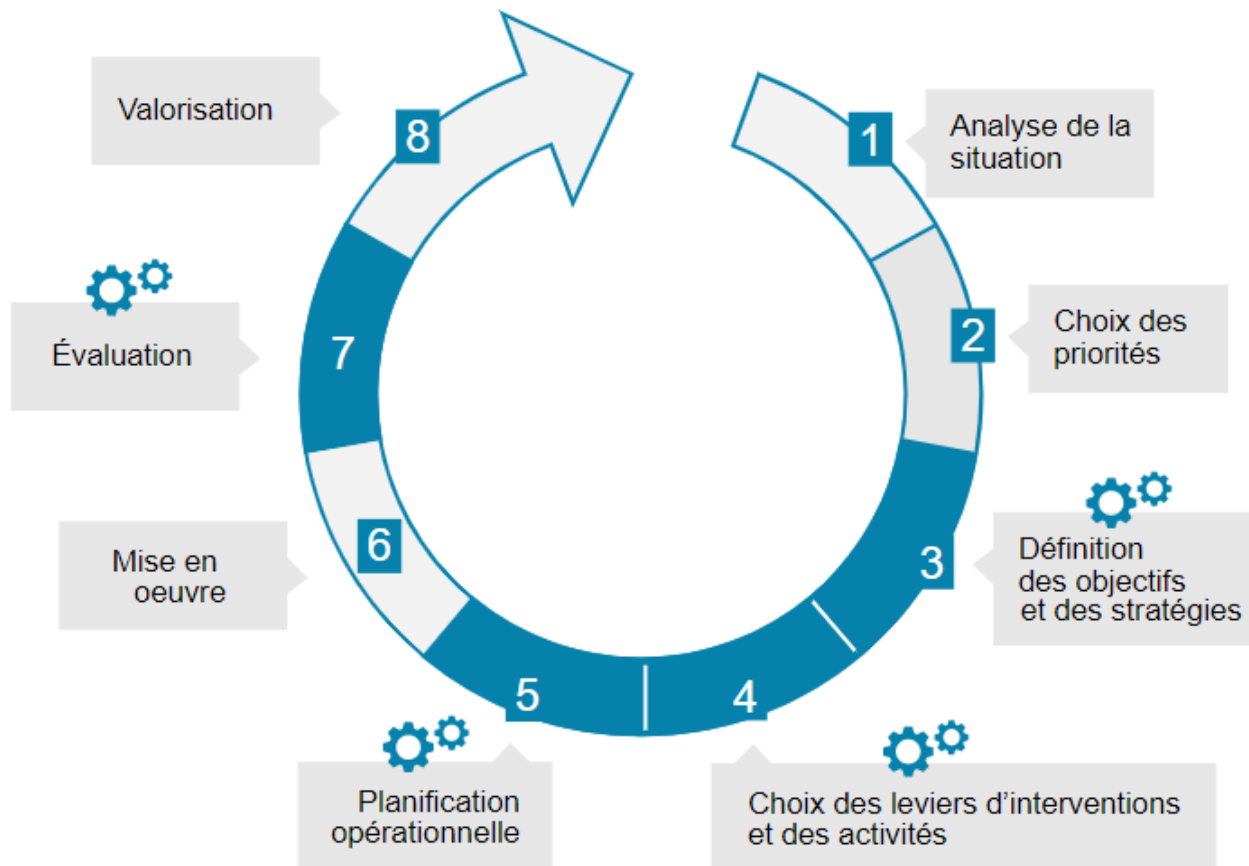 1
Analyse de la
situation
2
Choix des
priorités
3
Définition
des objectifs
et des stratégies
4
Choix des leviers d’interventions
et des activités
5
Planification
opérationnelle
6
Mise en
oeuvre
7
Évaluation
8
Valorisation